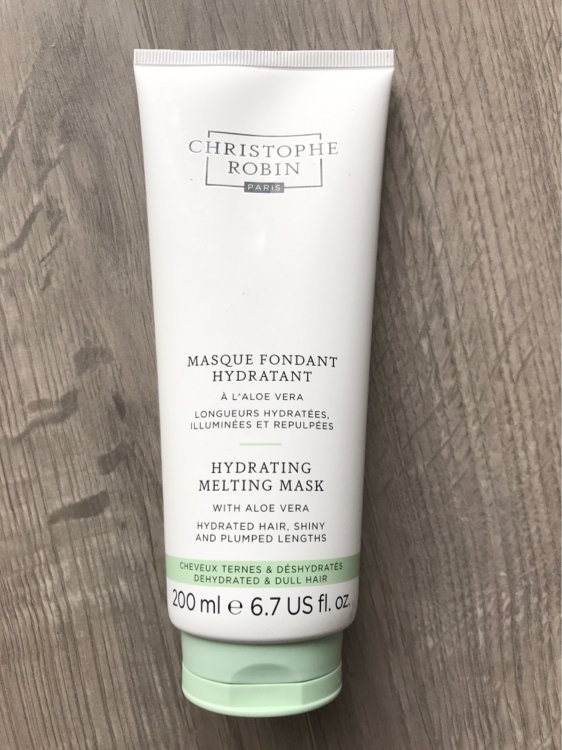 CHRISTOPHE
ROBIN
PARIS
MASQUE FONDANT
HYDRATANT
À L'ALOE VERA
LONGUEURS HYDRATÉES,
ILLUMINÉES ET REPULPÉES
HYDRATING
MELTING MASK
WITH ALOE VERA
HYDRATED HAIR, SHINY
AND PLUMPED LENGTHS
CHEVEUX TERNES & DÉSHYDRATÉS
DEHYDRATED & DULL HAIR
200 ml ℮ 6.7 US fl. oz.